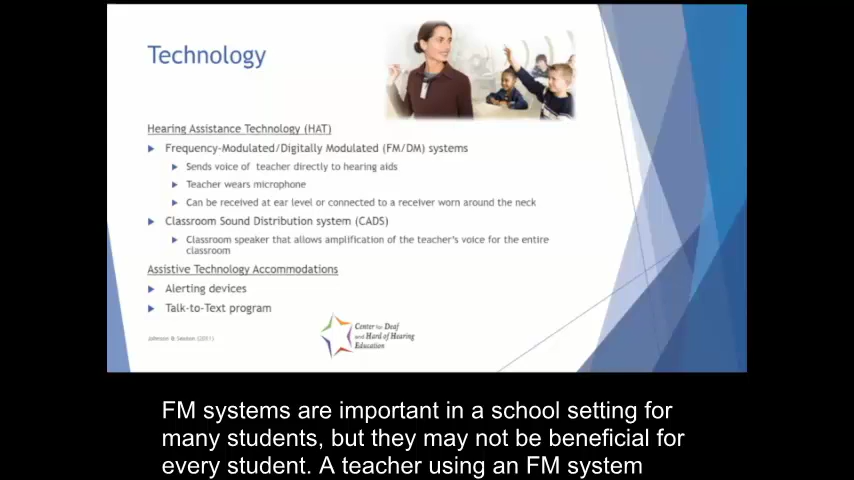 Technology
Hearing Assistance Technology (HAT)
Frequency-Modulated/Digitally Modulated (FM/DM) systems
Sends voice of teacher directly to hearing aids
Teacher wears microphone
Can be received at ear level or connected to a receiver worn around the neck
Classroom Sound Distribution system (CADS)
Classroom speaker that allows amplification of the teacher's voice for the entire
classroom
Assistive Technology Accommodations
Alerting devices
Talk-to-Text program
Johnson & Seaton (2011)
Center for Deaf
and Hard of Hearing
Education
FM systems are important in a school setting for
many students, but they may not be beneficial for
every student. A teacher using an FM system